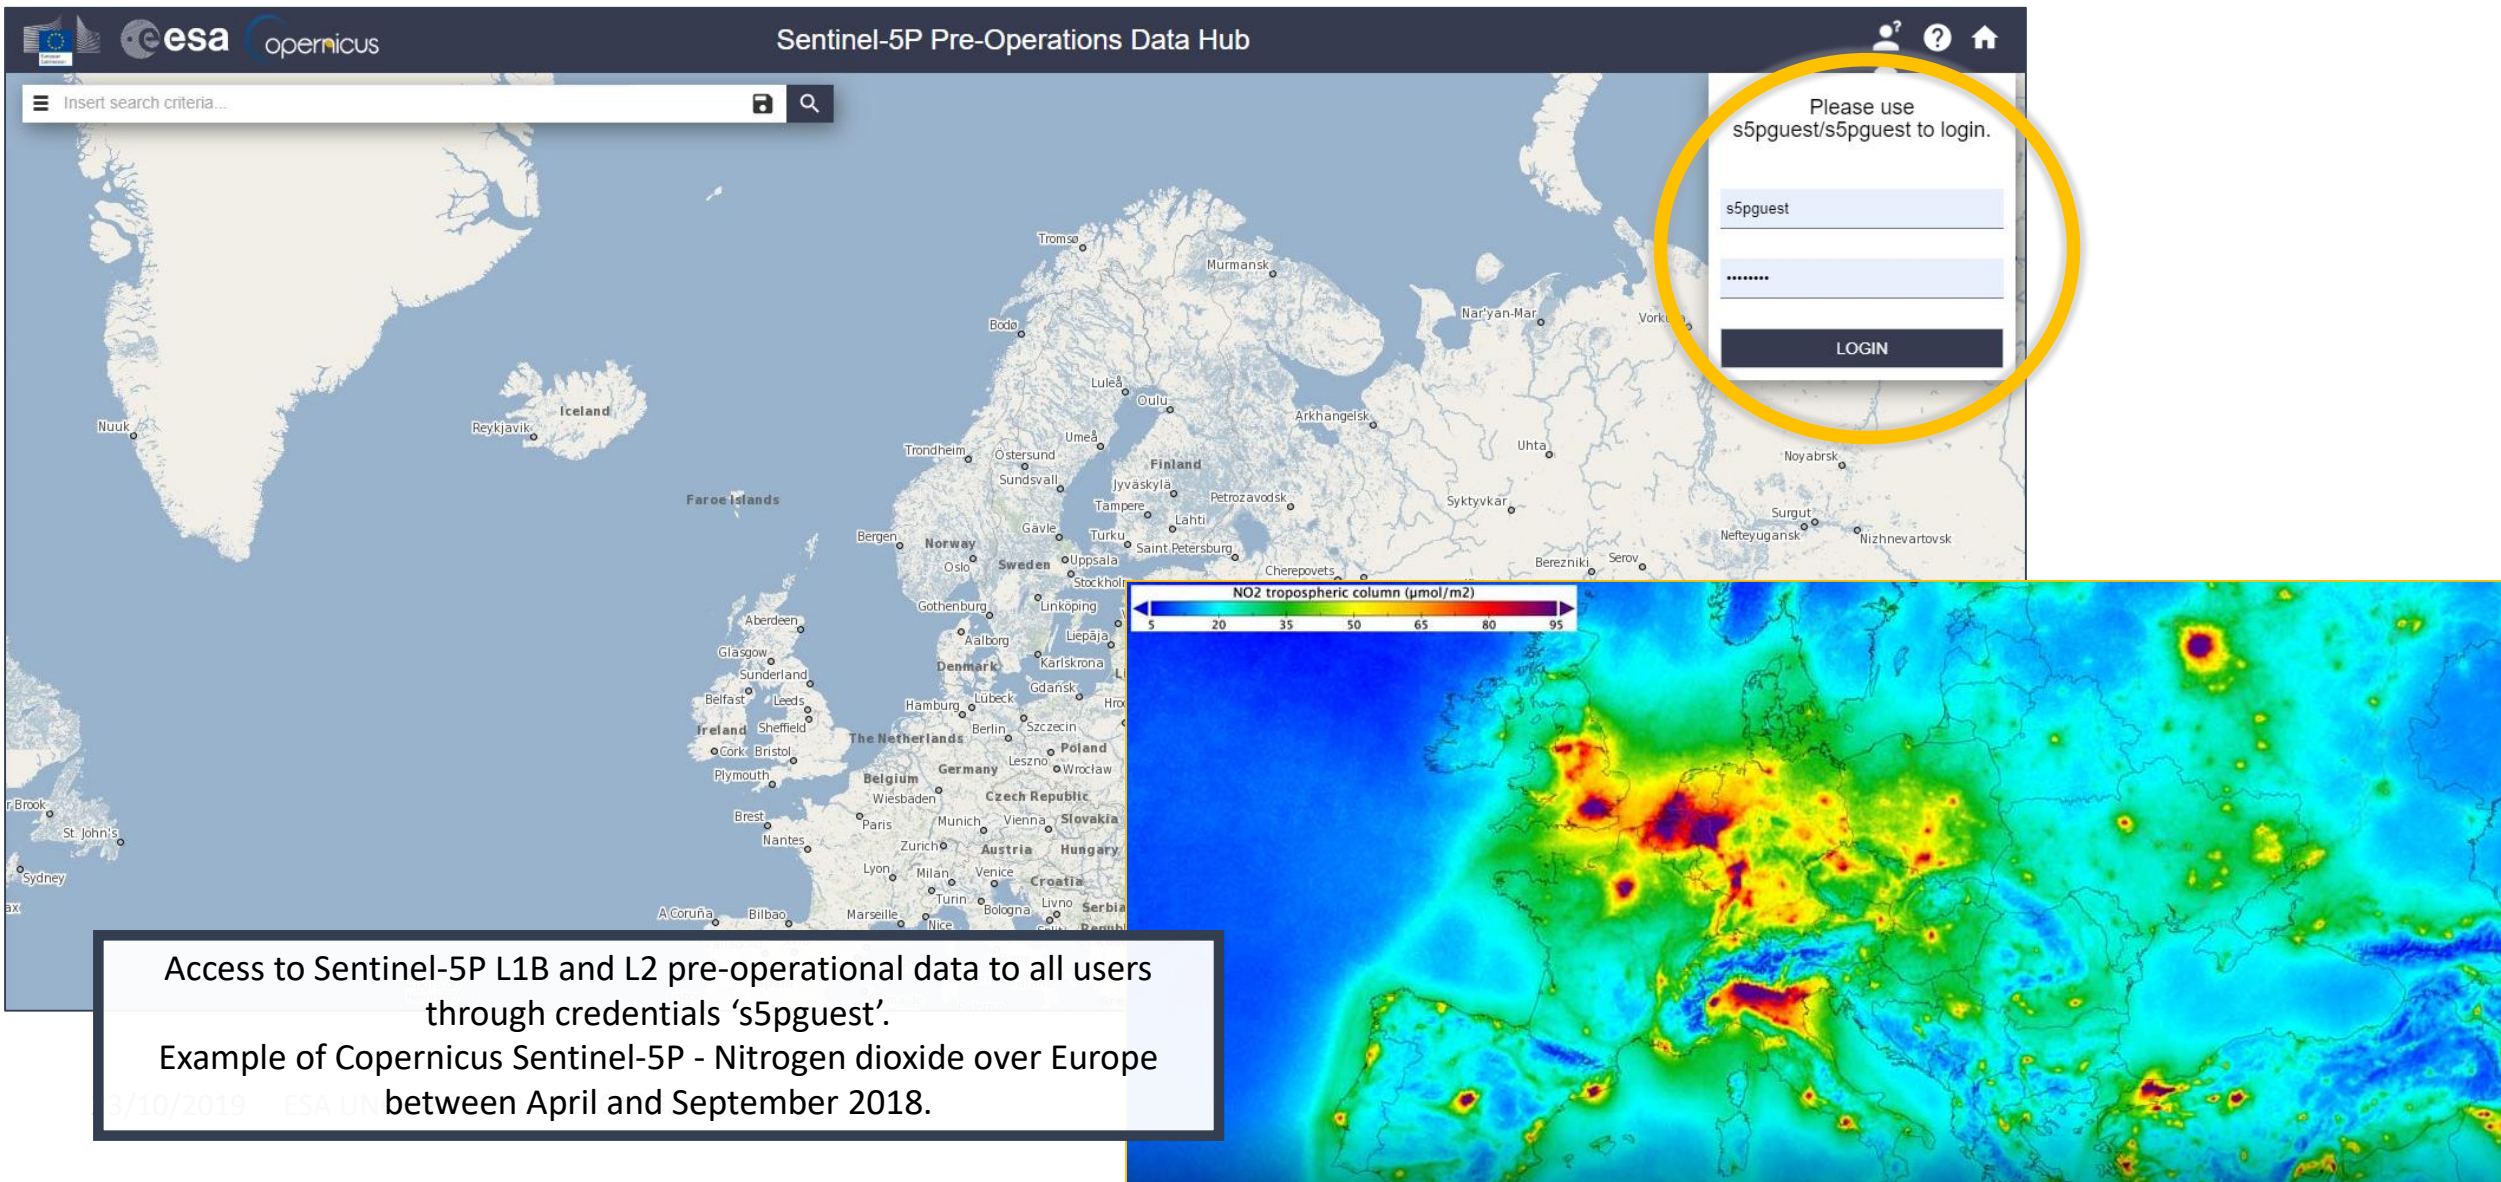 esa
opernicus
Sentinel-5P Pre-Operations Data Hub
Insert search criteria...
Please use
s5pguest/s5pguest to login.
s5pguest
••••••••
LOGIN
Tromsø
Murmansk
Nar'yan-Mar
Bodø
Luleå
Oulu
Iceland
Nuuk
Reykjavik
Arkhangelsk
Umeå
Uhta
Trondheim
Östersund
Finland
Noyabrsk
Sundsvall
Jyväskylä
Faroe Islands
Tampere
Petrozavodsk
Syktyvkar
Lahti
Surgut
Gävle
Bergen
Norway
Turku
Saint Petersburg
Nefteyugansk
Nizhnevartovsk
Oslo
Sweden
Uppsala
Cherepovets
Berezniki
Serov
Gothenburg
Linköping
Aberdeen
Aalborg
Liepāja
Glasgow
Denmark
Karlskrona
Sunderland
Belfast
Leeds
Gdańsk
Hamburg
Lübeck
Ireland
Sheffield
Berlin
Szczecin
The Netherlands
Cork
Bristol
Poland
Plymouth
Belgium
Germany
Leszno
Wrocław
Wiesbaden
Czech Republic
r Brook
Brest
Paris
Munich
Vienna
Slovakia
St. John's
Nantes
Zurich
Austria
Hungary
Sydney
Lyon
Milan
Venice
Croatia
Turin
Bologna
Livno
Serbia
ax
A Coruña
Bilbao
Marseille
Nice
NO2 tropospheric column (µmol/m2)
5 20 35 50 65 80 95
Access to Sentinel-5P L1B and L2 pre-operational data to all users
through credentials ‘s5pguest’.
Example of Copernicus Sentinel-5P - Nitrogen dioxide over Europe
between April and September 2018.
3/10/2019 ESA UN